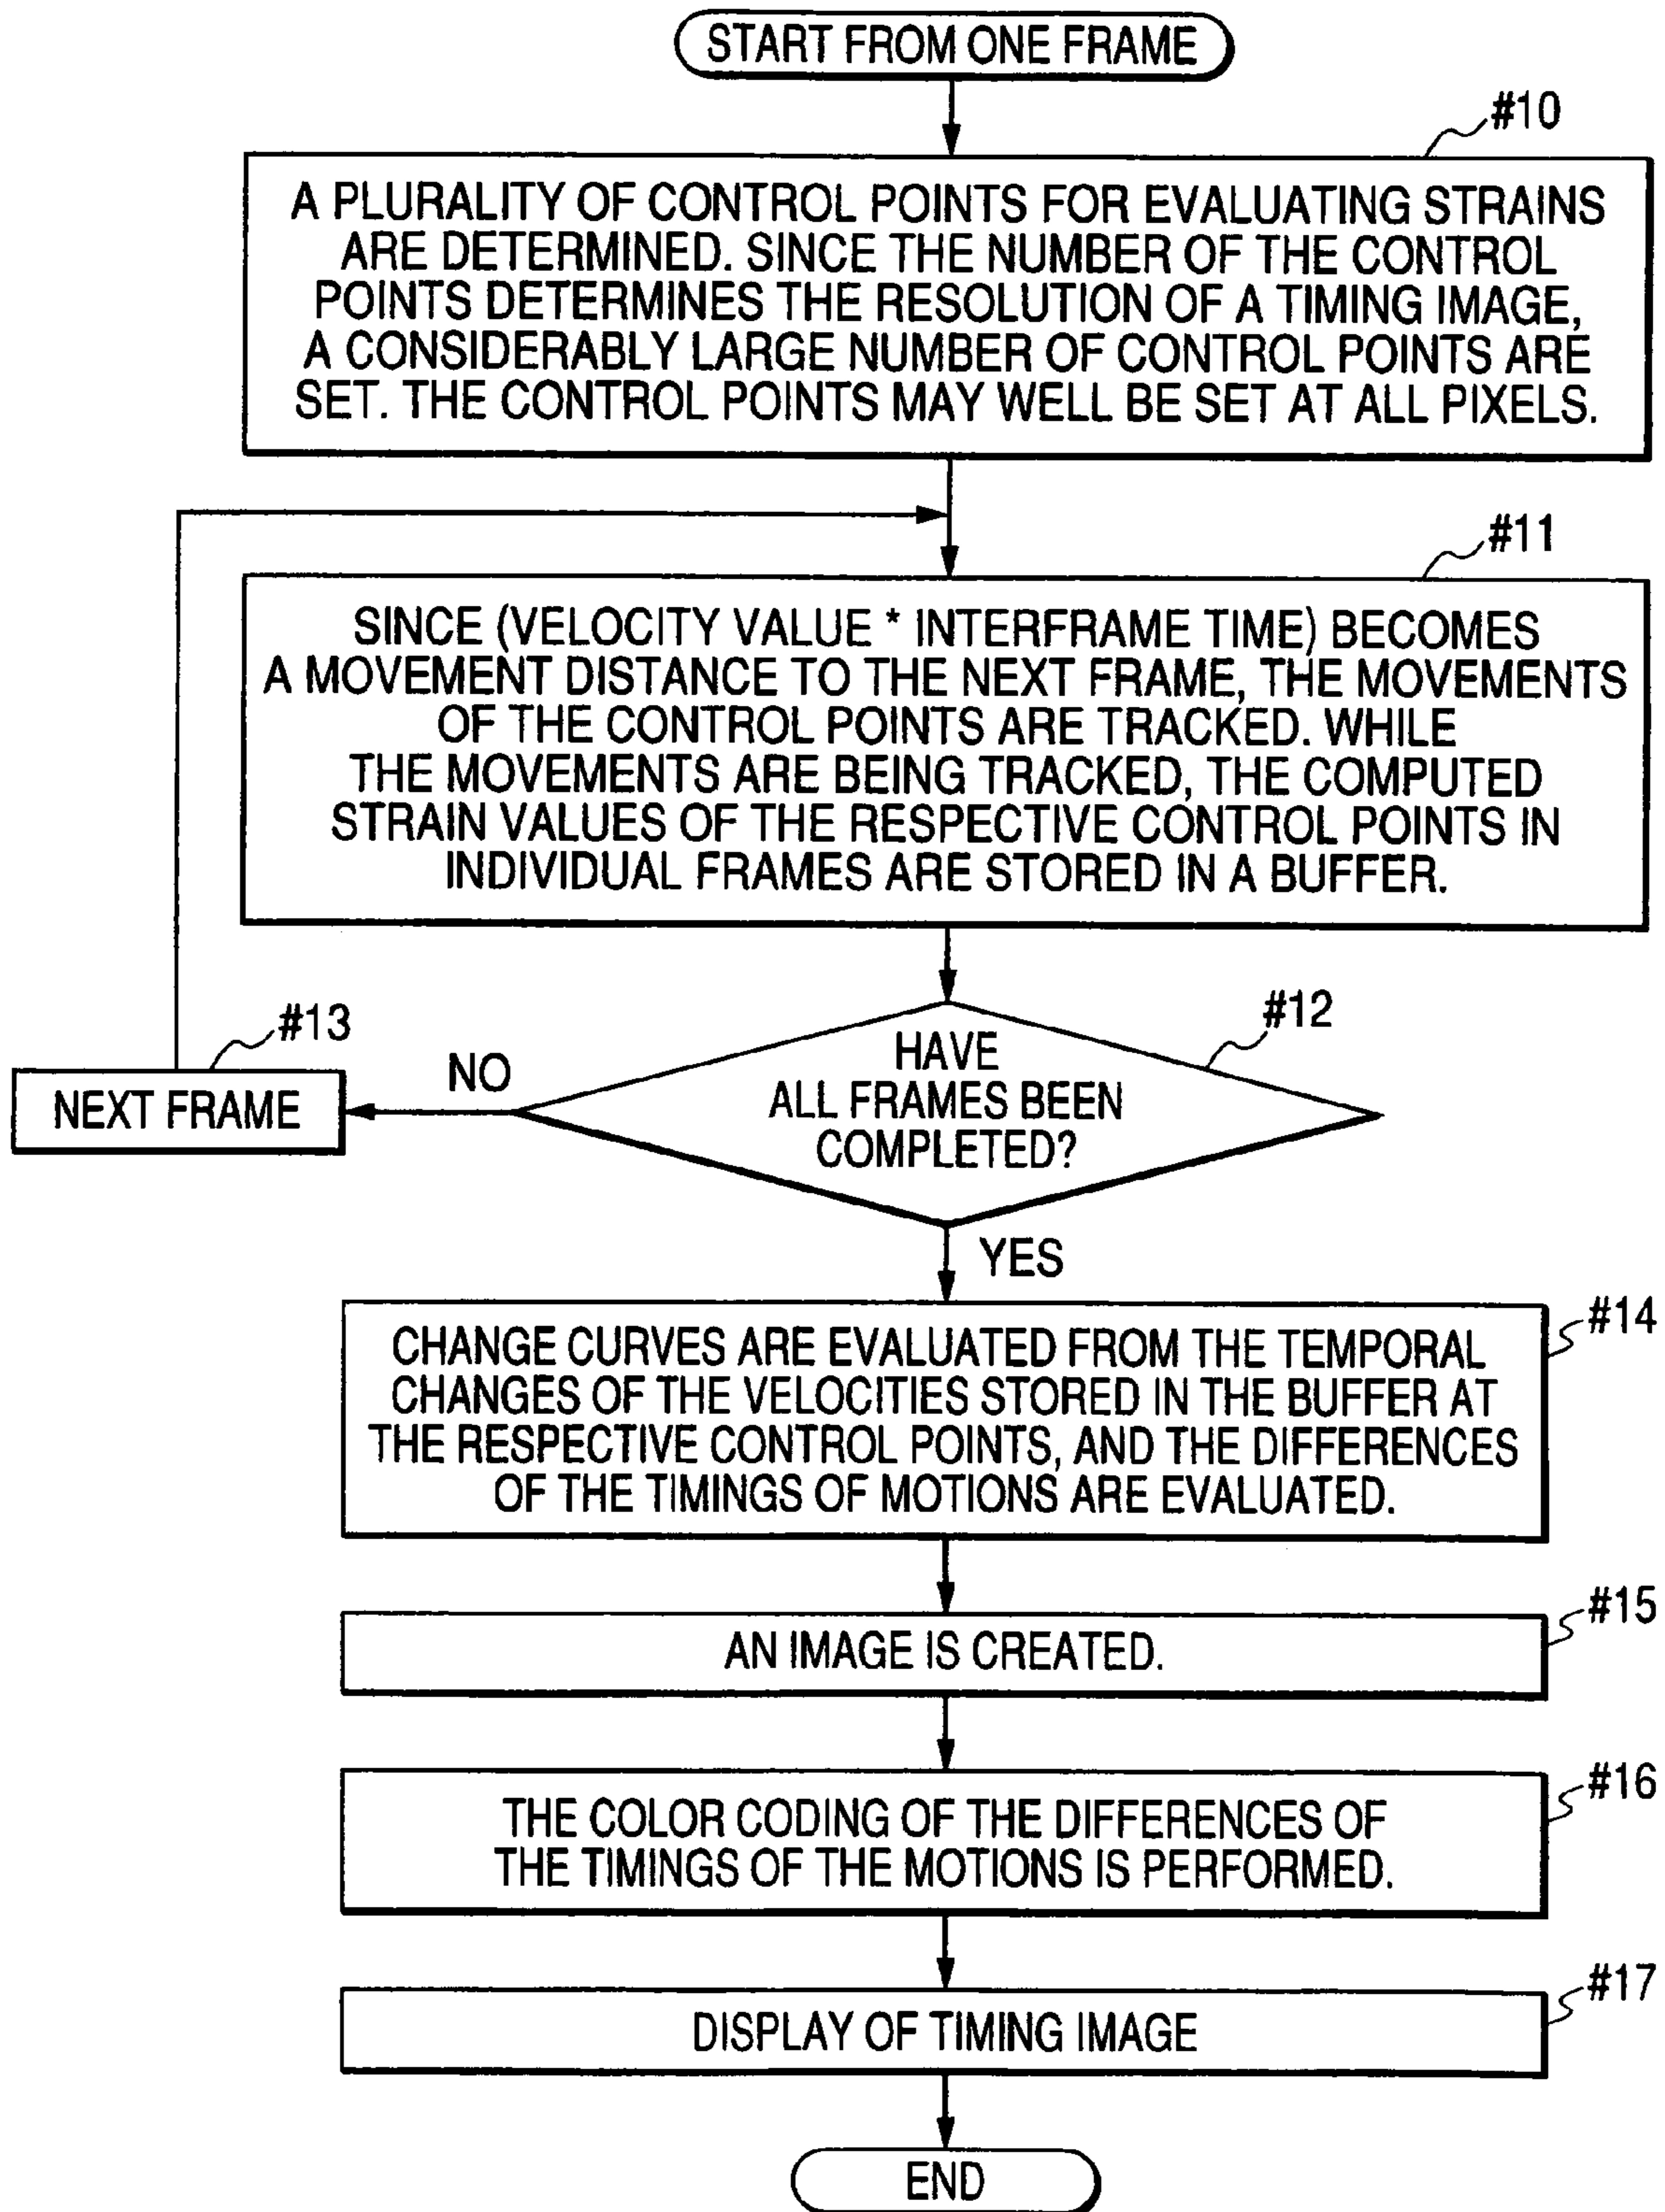 START FROM ONE FRAME
#10
A PLURALITY OF CONTROL POINTS FOR EVALUATING STRAINS
ARE DETERMINED. SINCE THE NUMBER OF THE CONTROL
POINTS DETERMINES THE RESOLUTION OF A TIMING IMAGE,
A CONSIDERABLY LARGE NUMBER OF CONTROL POINTS ARE
SET. THE CONTROL POINTS MAY WELL BE SET AT ALL PIXELS.
#11
SINCE (VELOCITY VALUE * INTERFRAME TIME) BECOMES
A MOVEMENT DISTANCE TO THE NEXT FRAME, THE MOVEMENTS
OF THE CONTROL POINTS ARE TRACKED. WHILE
THE MOVEMENTS ARE BEING TRACKED, THE COMPUTED
STRAIN VALUES OF THE RESPECTIVE CONTROL POINTS IN
INDIVIDUAL FRAMES ARE STORED IN A BUFFER.
#12
HAVE
ALL FRAMES BEEN
COMPLETED?
NO
#13
NEXT FRAME
YES
#14
CHANGE CURVES ARE EVALUATED FROM THE TEMPORAL
CHANGES OF THE VELOCITIES STORED IN THE BUFFER AT
THE RESPECTIVE CONTROL POINTS, AND THE DIFFERENCES
OF THE TIMINGS OF MOTIONS ARE EVALUATED.
#15
AN IMAGE IS CREATED.
#16
THE COLOR CODING OF THE DIFFERENCES OF
THE TIMINGS OF THE MOTIONS IS PERFORMED.
#17
DISPLAY OF TIMING IMAGE
END